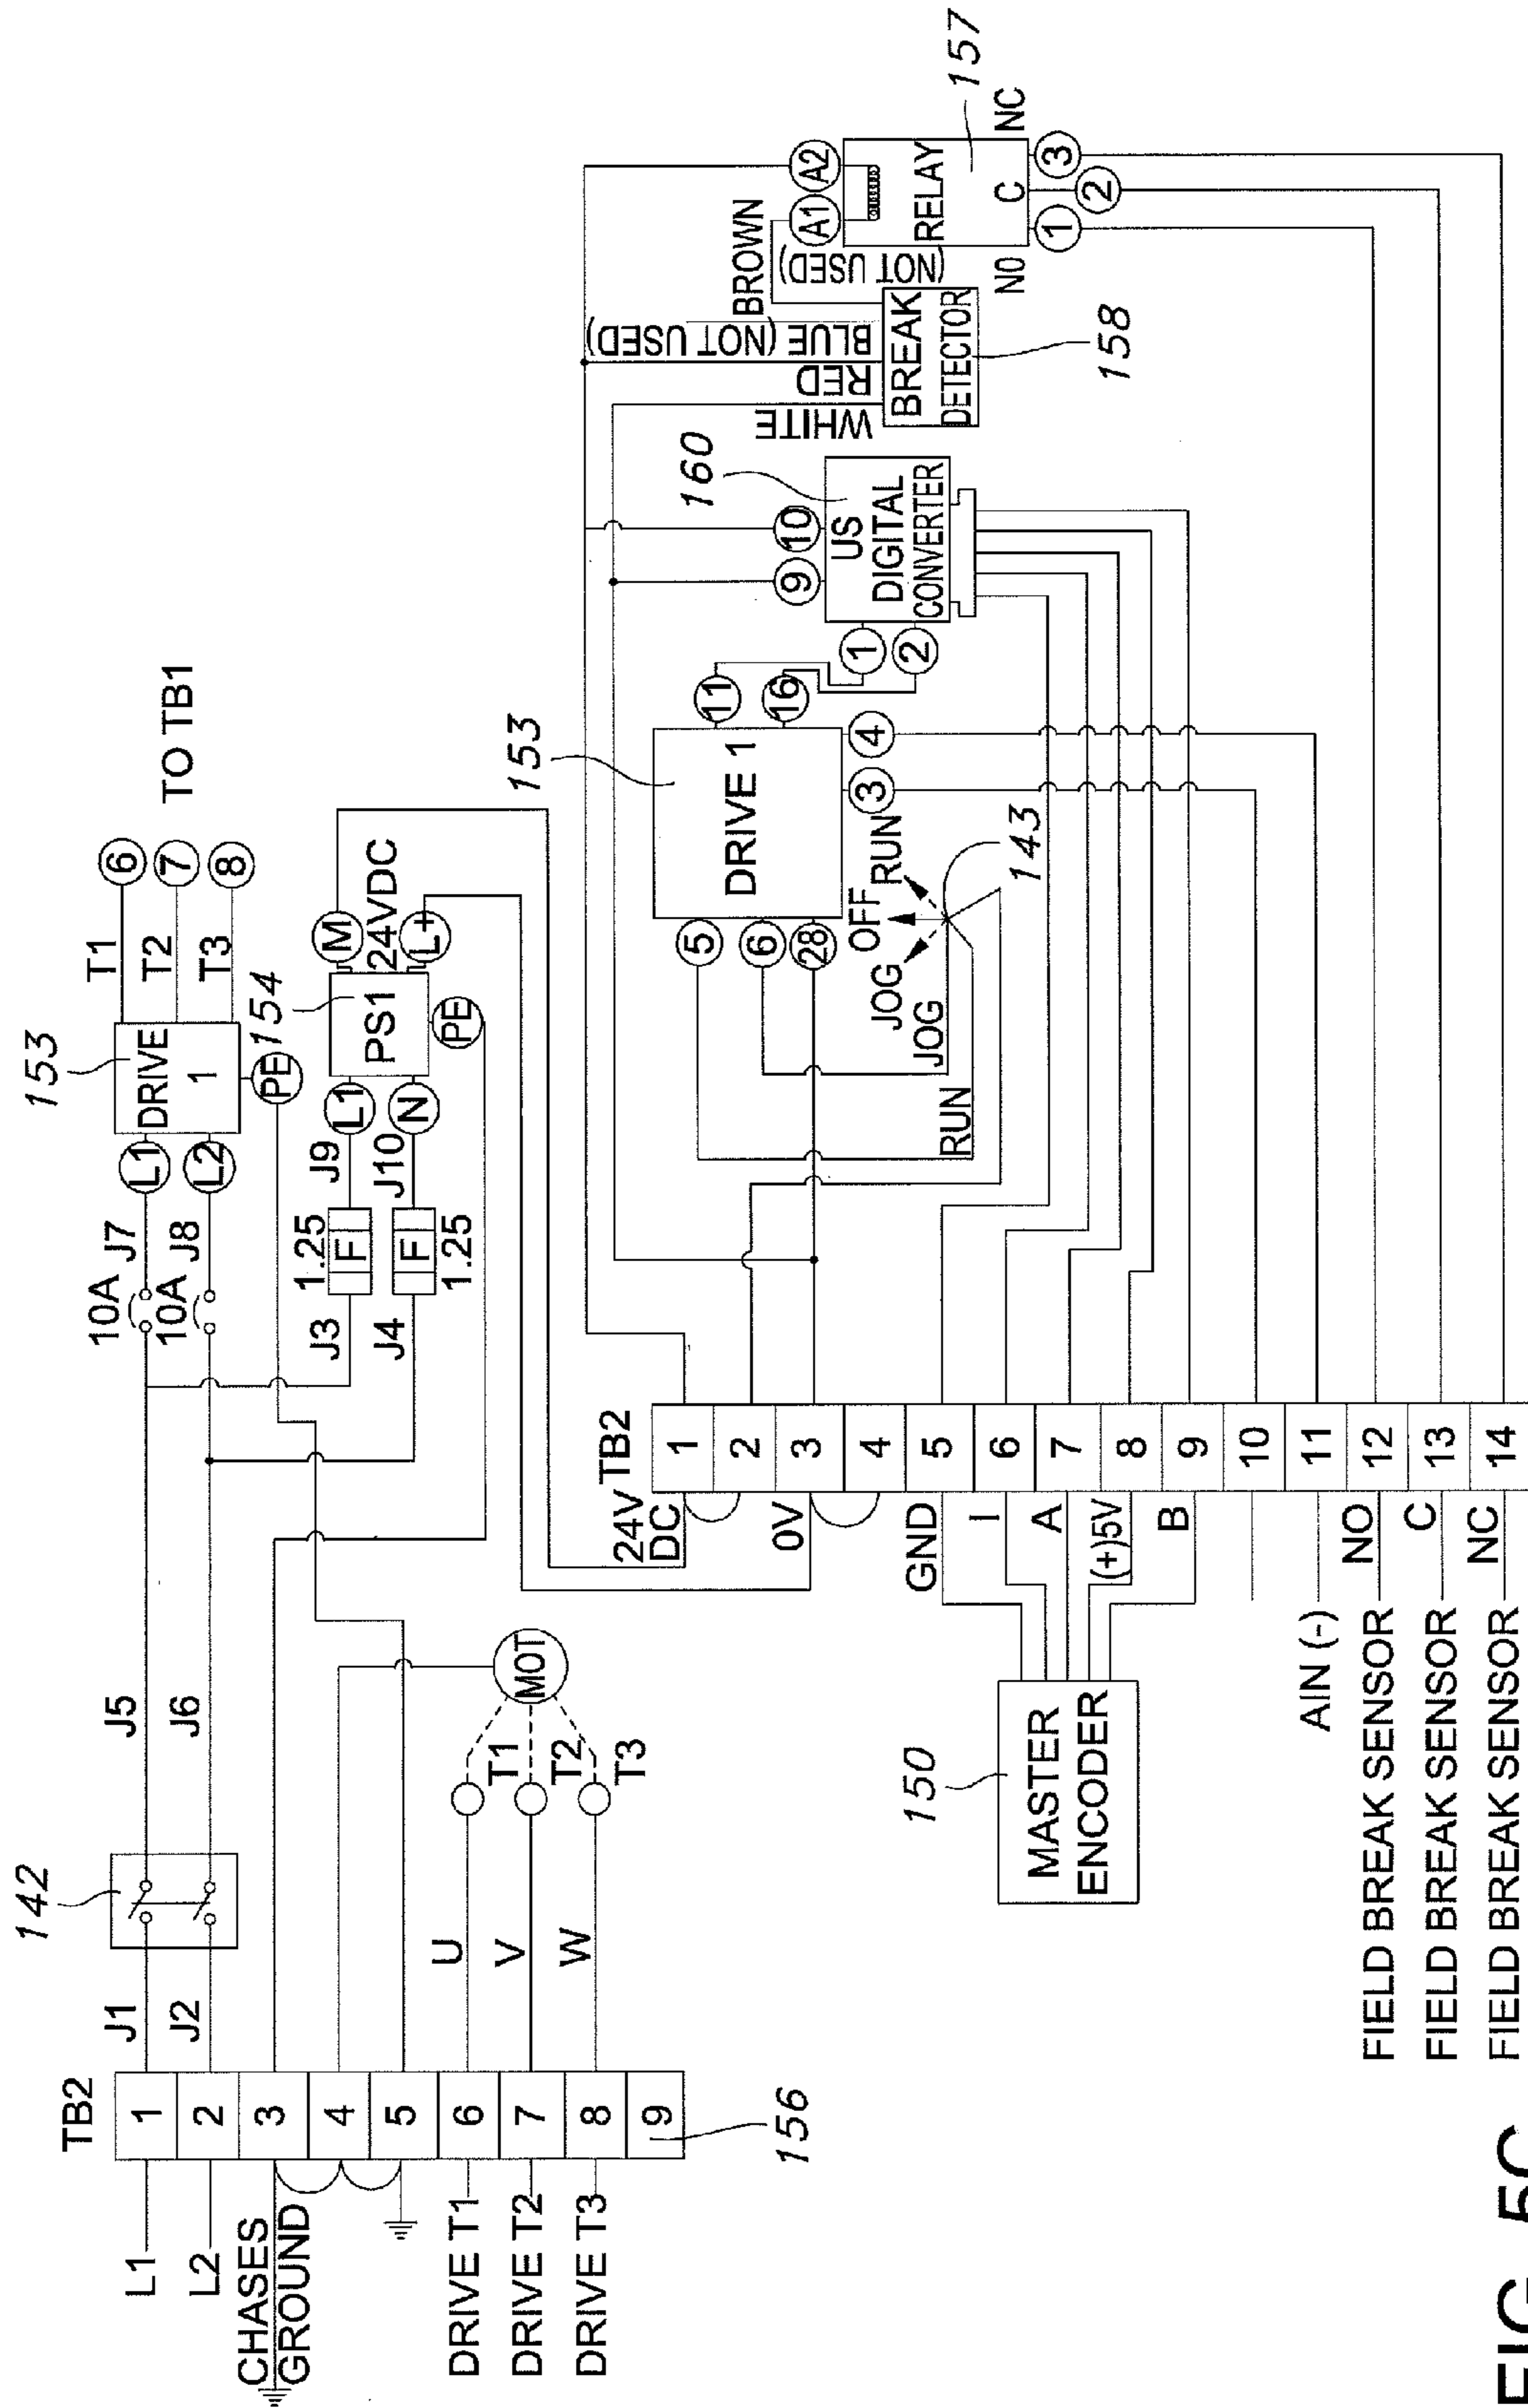 TB2
1
2
3
4
5
6
7
8
9
156
L1
L2
CHASES
GROUND
DRIVE T1
DRIVE T2
DRIVE T3
J1
J2
142
J5
J6
U
V
W
T1
T2
T3
MOT
10A
10A
J7
J8
L1
L2
DRIVE
1
153
PE
T1
T2
T3
6
7
8
TO TB1
J3
J4
1.25
F
F
1.25
J9
J10
L1
N
PS1
154
PE
M
24VDC
L+
TB2
24V
DC
0V
GND
I
A
(+)5V
B
AIN (-)
NO
C
NC
FIELD BREAK SENSOR
FIELD BREAK SENSOR
FIELD BREAK SENSOR
1
2
3
4
5
6
7
8
9
10
11
12
13
14
150
MASTER
ENCODER
RUN
JOG
JOG
OFF
RUN
143
5
6
28
DRIVE 1
153
3
4
11
16
1
2
9
10
US
DIGITAL
CONVERTER
160
WHITE
RED
BLUE (NOT USED)
BROWN
(NOT USED)
BREAK
DETECTOR
158
A1
A2
RELAY
157
NO
C
NC
1
2
3
FIG. 5C